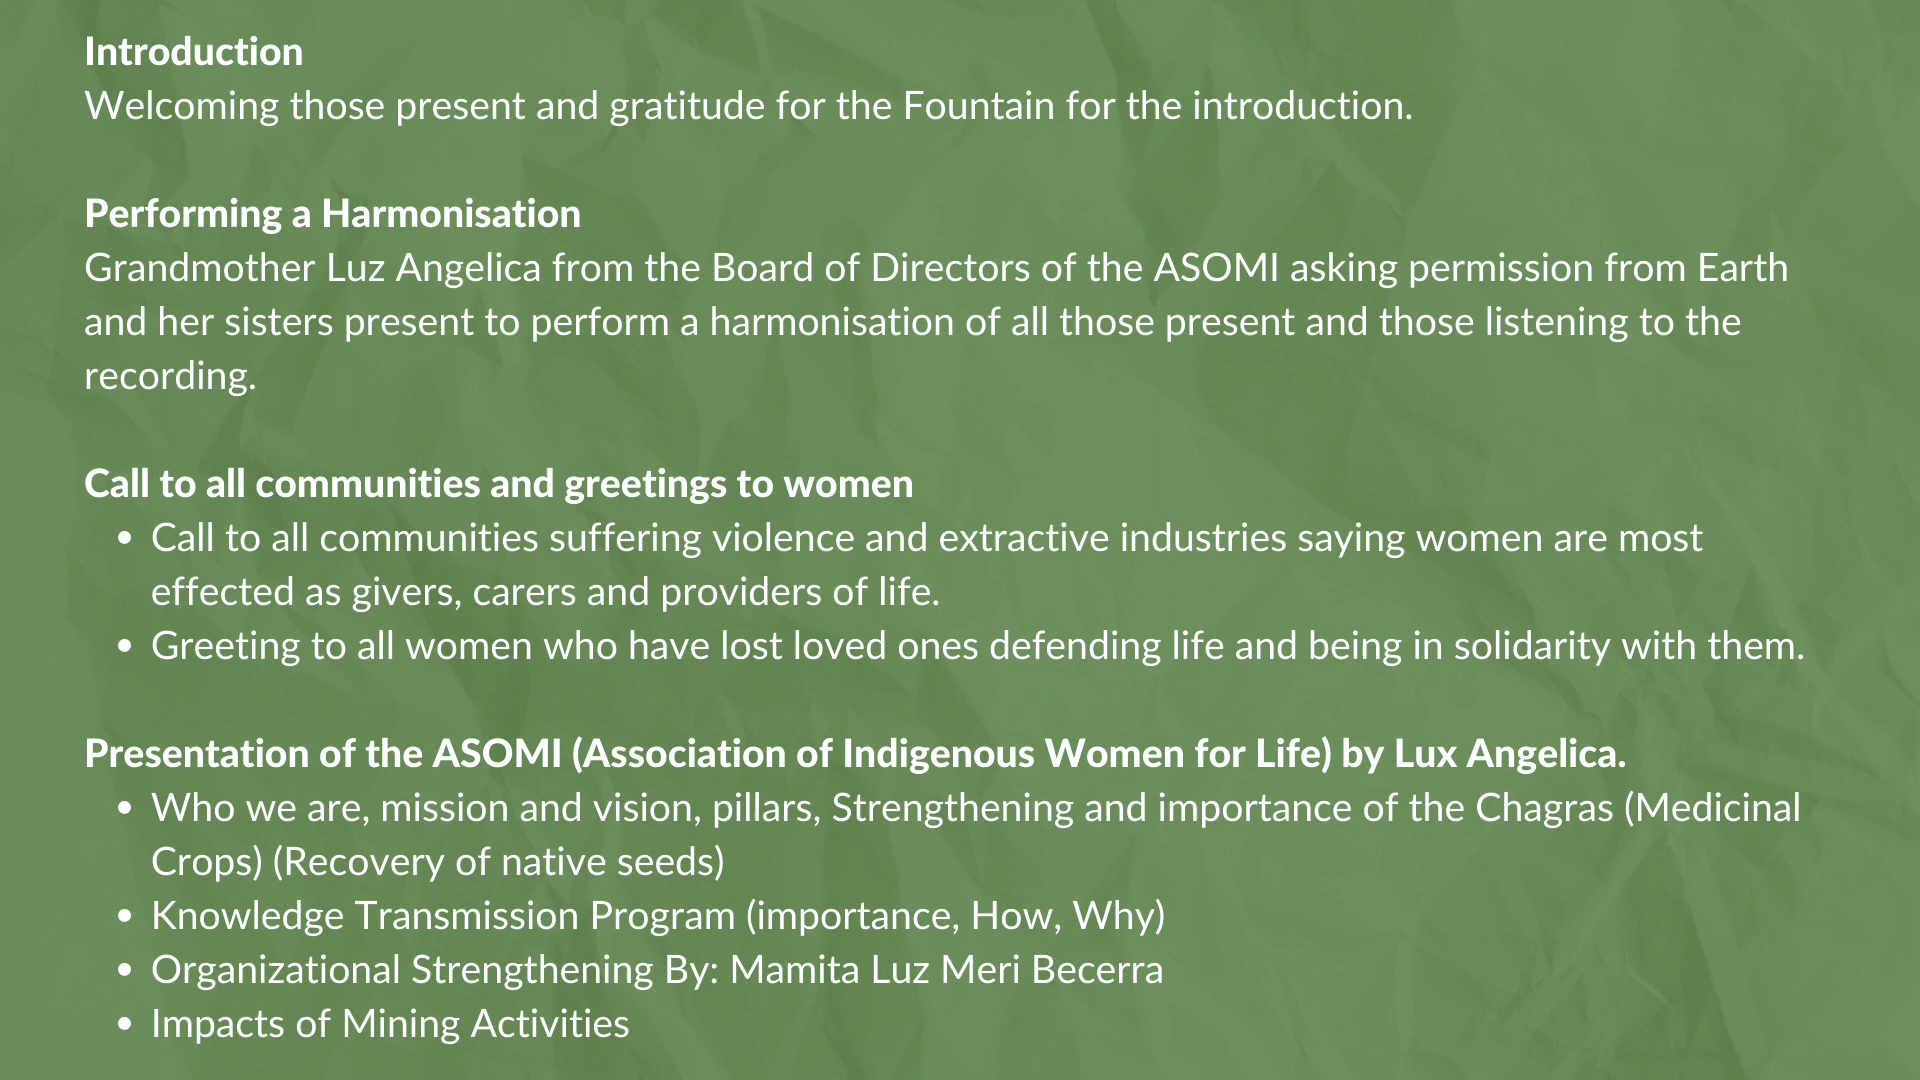 Introduction
Welcoming those present and gratitude for the Fountain for the introduction.
Performing a Harmonisation
Grandmother Luz Angelica from the Board of Directors of the ASOMI asking permission from Earth
and her sisters present to perform a harmonisation of all those present and those listening to the
recording.
Call to all communities and greetings to women
• Call to all communities suffering violence and extractive industries saying women are most
effected as givers, carers and providers of life.
• Greeting to all women who have lost loved ones defending life and being in solidarity with them.
Presentation of the ASOMI (Association of Indigenous Women for Life) by Lux Angelica.
• Who we are, mission and vision, pillars, Strengthening and importance of the Chagras (Medicinal
Crops) (Recovery of native seeds)
• Knowledge Transmission Program (importance, How, Why)
• Organizational Strengthening By: Mamita Luz Meri Becerra
• Impacts of Mining Activities